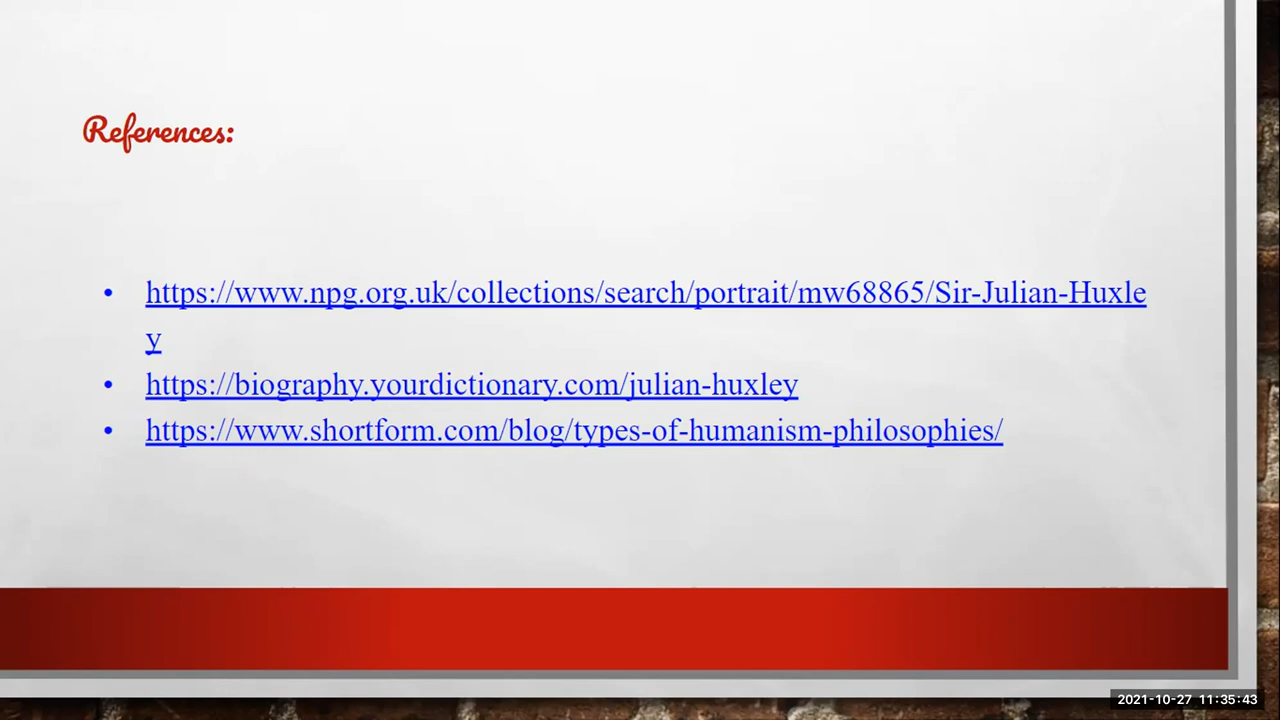 References:
• https://www.npg.org.uk/collections/search/portrait/mw68865/Sir-Julian-Huxle
y
• https://biography.yourdictionary.com/julian-huxley
• https://www.shortform.com/blog/types-of-humanism-philosophies/
2021-10-27 11:35:43